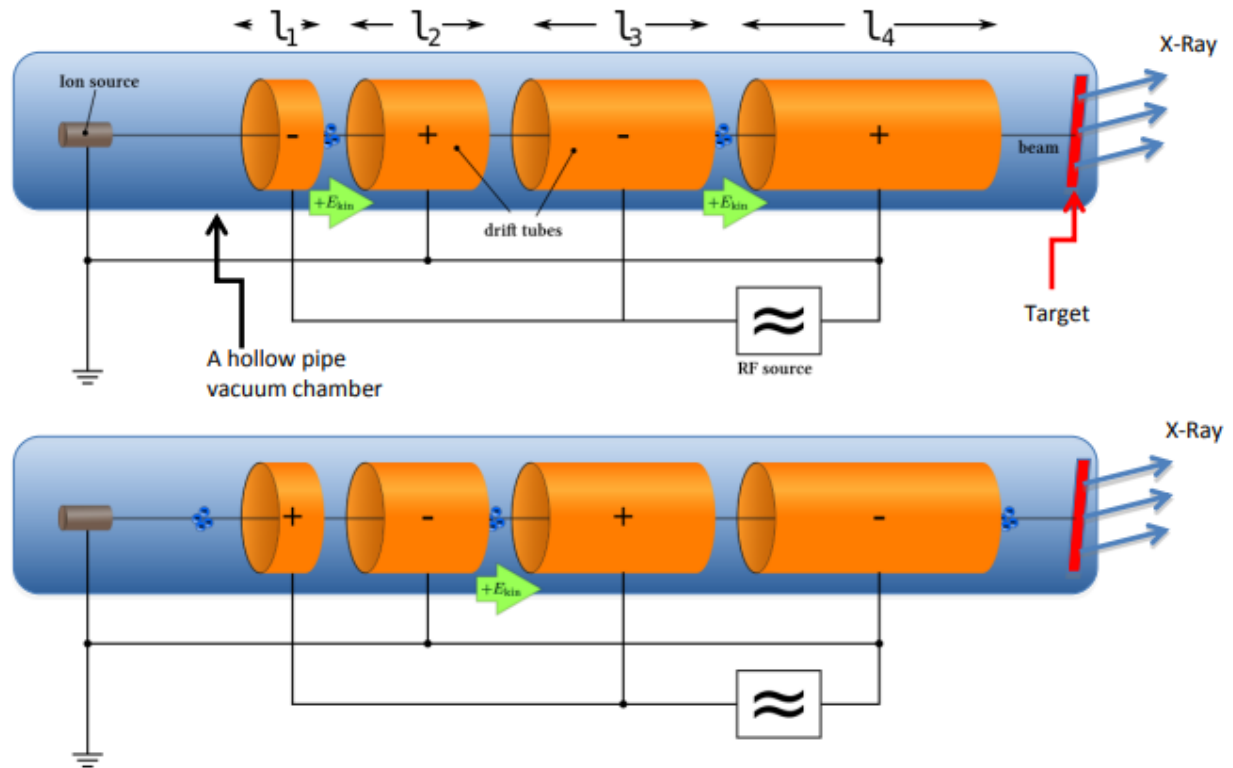 l₁ l₂ l₃ l₄
X-Ray
Ion source
- + - +
beam
+Eₖᵢₙ +Eₖᵢₙ
drift tubes
Target
A hollow pipe
vacuum chamber
≈
RF source
X-Ray
+ - + -
+Eₖᵢₙ
≈